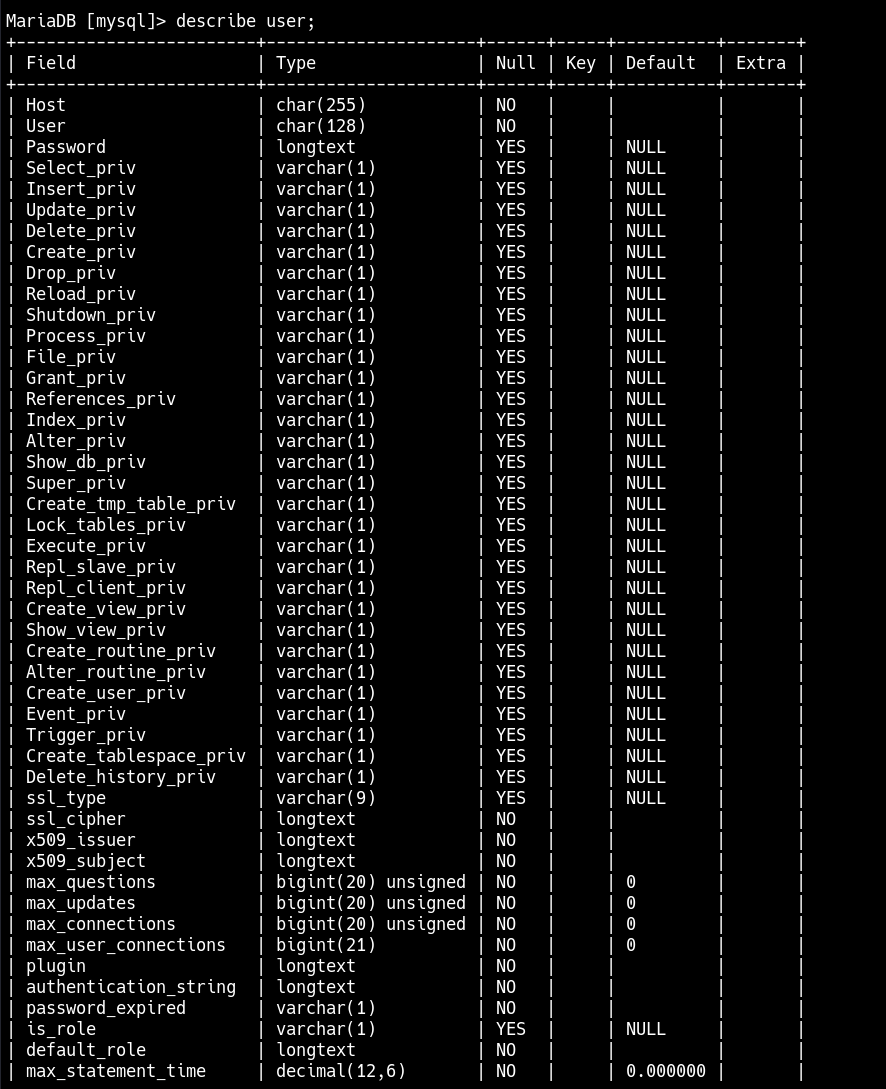 MariaDB [mysql]> describe user;
+------------------------+---------------------+------+-----+----------+-------+
| Field                  | Type                | Null | Key | Default  | Extra |
+------------------------+---------------------+------+-----+----------+-------+
| Host                   | char(255)           | NO   |     |          |       |
| User                   | char(128)           | NO   |     |          |       |
| Password               | longtext            | YES  |     | NULL     |       |
| Select_priv            | varchar(1)          | YES  |     | NULL     |       |
| Insert_priv            | varchar(1)          | YES  |     | NULL     |       |
| Update_priv            | varchar(1)          | YES  |     | NULL     |       |
| Delete_priv            | varchar(1)          | YES  |     | NULL     |       |
| Create_priv            | varchar(1)          | YES  |     | NULL     |       |
| Drop_priv              | varchar(1)          | YES  |     | NULL     |       |
| Reload_priv            | varchar(1)          | YES  |     | NULL     |       |
| Shutdown_priv          | varchar(1)          | YES  |     | NULL     |       |
| Process_priv           | varchar(1)          | YES  |     | NULL     |       |
| File_priv              | varchar(1)          | YES  |     | NULL     |       |
| Grant_priv             | varchar(1)          | YES  |     | NULL     |       |
| References_priv        | varchar(1)          | YES  |     | NULL     |       |
| Index_priv             | varchar(1)          | YES  |     | NULL     |       |
| Alter_priv             | varchar(1)          | YES  |     | NULL     |       |
| Show_db_priv           | varchar(1)          | YES  |     | NULL     |       |
| Super_priv             | varchar(1)          | YES  |     | NULL     |       |
| Create_tmp_table_priv  | varchar(1)          | YES  |     | NULL     |       |
| Lock_tables_priv       | varchar(1)          | YES  |     | NULL     |       |
| Execute_priv           | varchar(1)          | YES  |     | NULL     |       |
| Repl_slave_priv        | varchar(1)          | YES  |     | NULL     |       |
| Repl_client_priv       | varchar(1)          | YES  |     | NULL     |       |
| Create_view_priv       | varchar(1)          | YES  |     | NULL     |       |
| Show_view_priv         | varchar(1)          | YES  |     | NULL     |       |
| Create_routine_priv    | varchar(1)          | YES  |     | NULL     |       |
| Alter_routine_priv     | varchar(1)          | YES  |     | NULL     |       |
| Create_user_priv       | varchar(1)          | YES  |     | NULL     |       |
| Event_priv             | varchar(1)          | YES  |     | NULL     |       |
| Trigger_priv           | varchar(1)          | YES  |     | NULL     |       |
| Create_tablespace_priv | varchar(1)          | YES  |     | NULL     |       |
| Delete_history_priv    | varchar(1)          | YES  |     | NULL     |       |
| ssl_type               | varchar(9)          | YES  |     | NULL     |       |
| ssl_cipher             | longtext            | NO   |     |          |       |
| x509_issuer            | longtext            | NO   |     |          |       |
| x509_subject           | longtext            | NO   |     |          |       |
| max_questions          | bigint(20) unsigned | NO   |     | 0        |       |
| max_updates            | bigint(20) unsigned | NO   |     | 0        |       |
| max_connections        | bigint(20) unsigned | NO   |     | 0        |       |
| max_user_connections   | bigint(21)          | NO   |     | 0        |       |
| plugin                 | longtext            | NO   |     |          |       |
| authentication_string  | longtext            | NO   |     |          |       |
| password_expired       | varchar(1)          | NO   |     |          |       |
| is_role                | varchar(1)          | YES  |     | NULL     |       |
| default_role           | longtext            | NO   |     |          |       |
| max_statement_time     | decimal(12,6)       | NO   |     | 0.000000 |       |